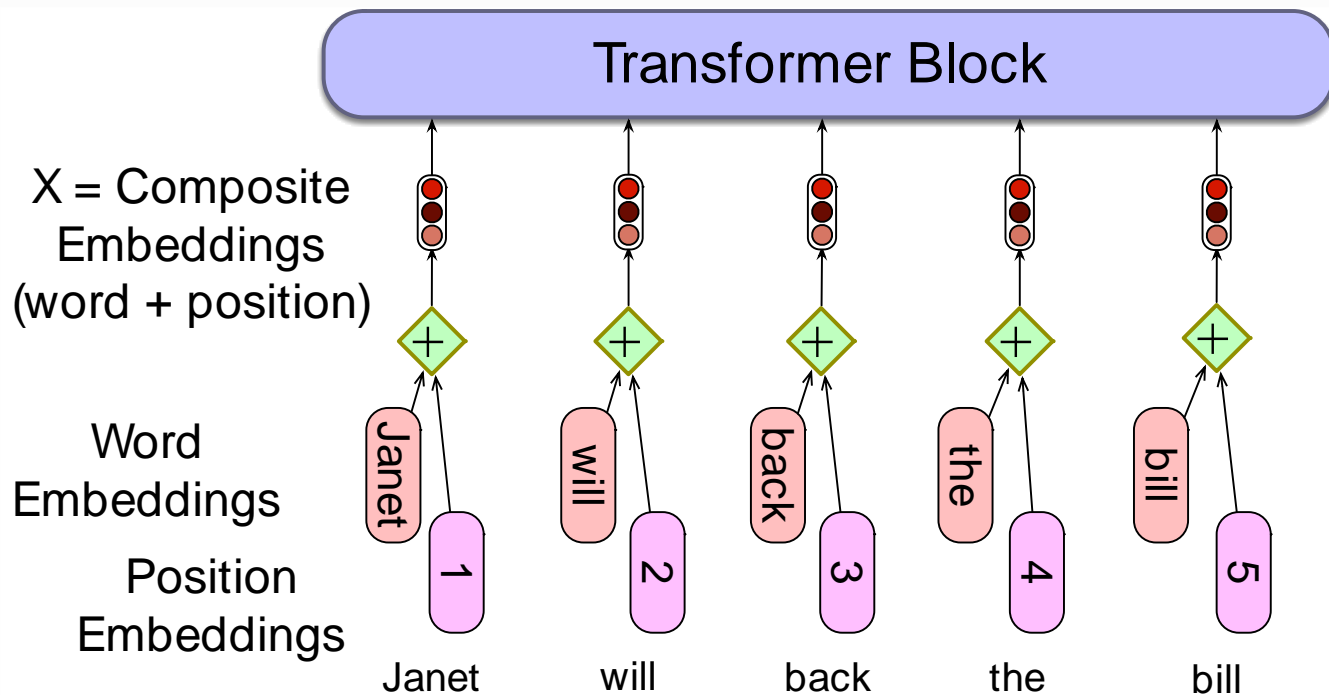 Transformer Block
X = Composite
Embeddings
(word + position)
+ + + + +
Word
Embeddings
Janet will back the bill
Position
Embeddings
1 2 3 4 5
Janet will back the bill